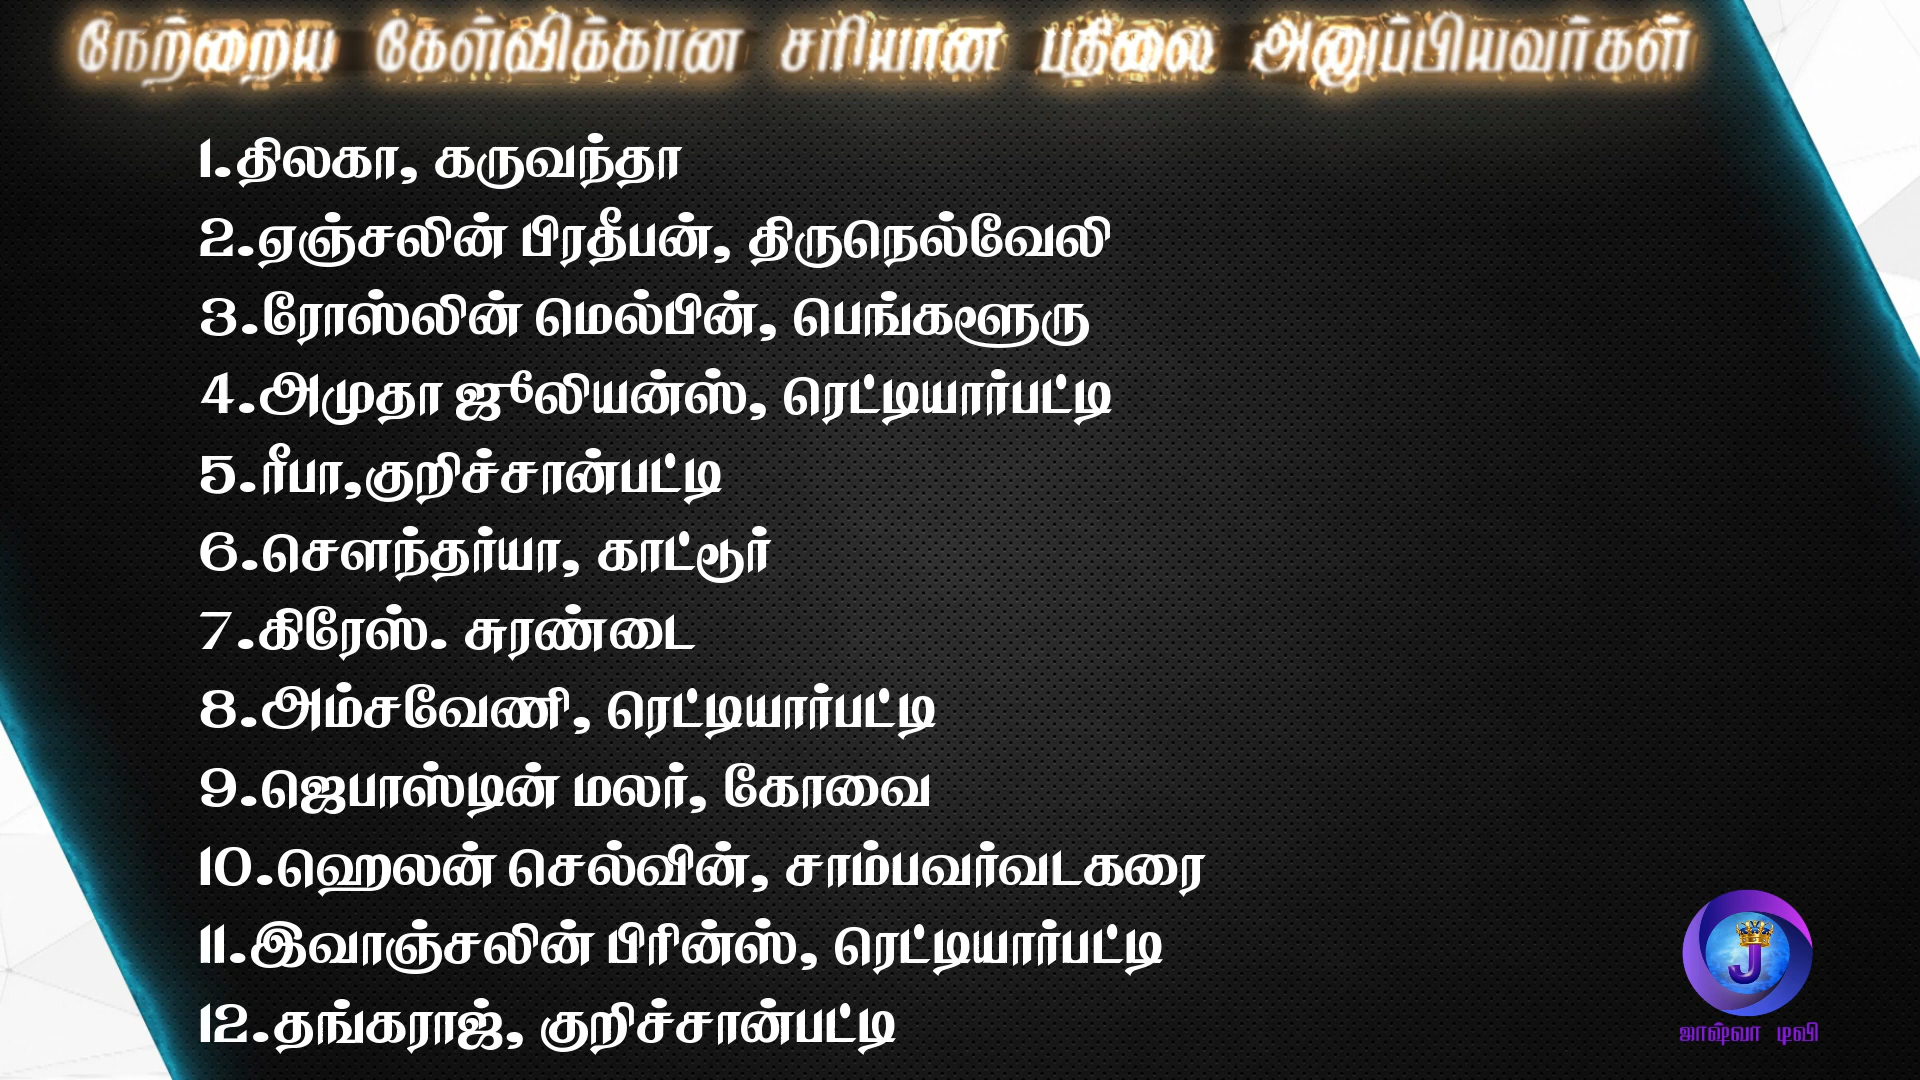 நேற்றைய கேள்விக்கான சரியான பதிலை அனுப்பியவர்கள்
1.திலகா, கருவந்தா
2.ஏஞ்சலின் பிரதீபன், திருநெல்வேலி
3.ரோஸ்லின் மெல்பின், பெங்களூரு
4.அமுதா ஜூலியன்ஸ், ரெட்டியார்பட்டி
5.ரீபா,குறிச்சான்பட்டி
6.சௌந்தர்யா, காட்டூர்
7.கிரேஸ். சுரண்டை
8.அம்சவேணி, ரெட்டியார்பட்டி
9.ஜெபாஸ்டின் மலர், கோவை
10.ஹெலன் செல்வின், சாம்பவர்வடகரை
11.இவாஞ்சலின் பிரின்ஸ், ரெட்டியார்பட்டி
12.தங்கராஜ், குறிச்சான்பட்டி
J
ஜாஷ்வா டிவி